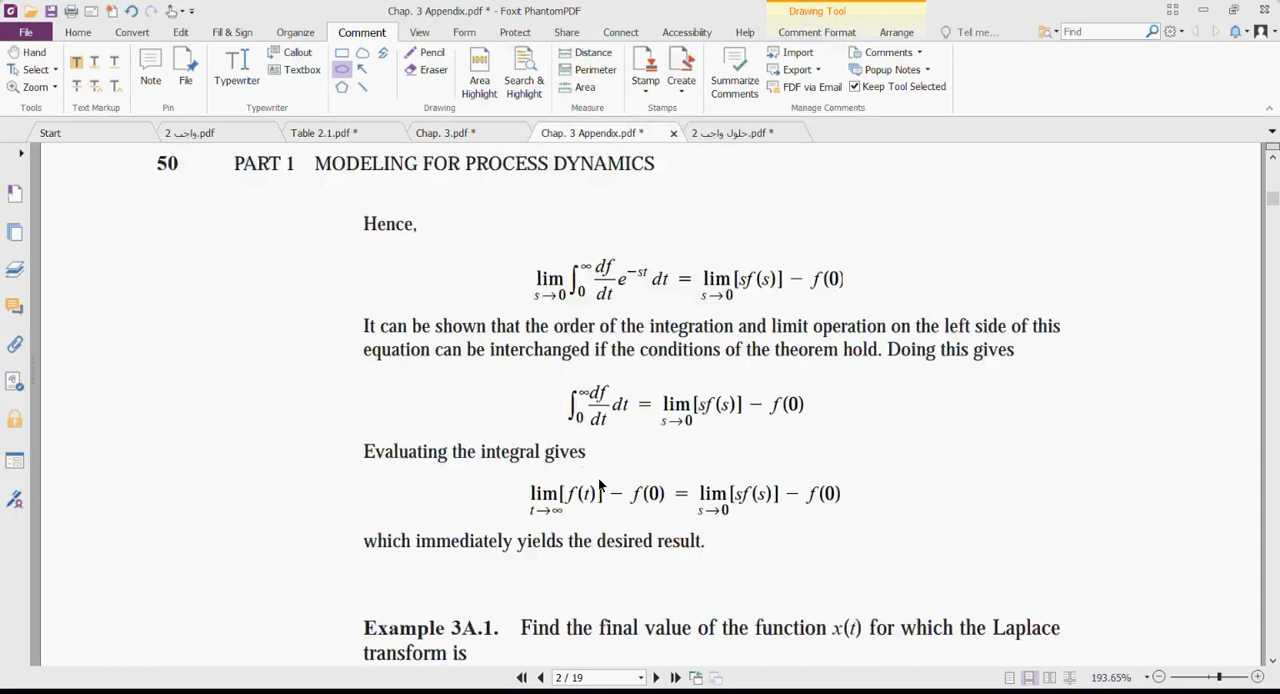 Chap. 3 Appendix.pdf * - Foxit PhantomPDF
Drawing Tool
File Home Convert Edit Fill & Sign Organize Comment View Form Protect Share Connect Accessibility Help Comment Format Arrange Tell me... Find
Hand
Select
Zoom
Tools
T T T
T T T
Text Markup
Note
File
Pin
Typewriter
Callout
Textbox
Typewriter
Pencil
Eraser
Drawing
Area Highlight
Search & Highlight
Distance
Perimeter
Area
Measure
Stamp
Create
Stamps
Summarize Comments
Import
Export
FDF via Email
Comments
Popup Notes
Keep Tool Selected
Manage Comments
Start
واجب 2.pdf
Table 2.1.pdf *
Chap. 3.pdf *
Chap. 3 Appendix.pdf *
حلول واجب 2.pdf *
50 PART 1 MODELING FOR PROCESS DYNAMICS
Hence,
lim s→0 ∫₀^∞ df/dt e^−st dt = lim s→0 [sf(s)] − f(0)
It can be shown that the order of the integration and limit operation on the left side of this
equation can be interchanged if the conditions of the theorem hold. Doing this gives
∫₀^∞ df/dt dt = lim s→0 [sf(s)] − f(0)
Evaluating the integral gives
lim t→∞ [f(t)] − f(0) = lim s→0 [sf(s)] − f(0)
which immediately yields the desired result.
Example 3A.1. Find the final value of the function x(t) for which the Laplace
transform is
2 / 19
193.65%